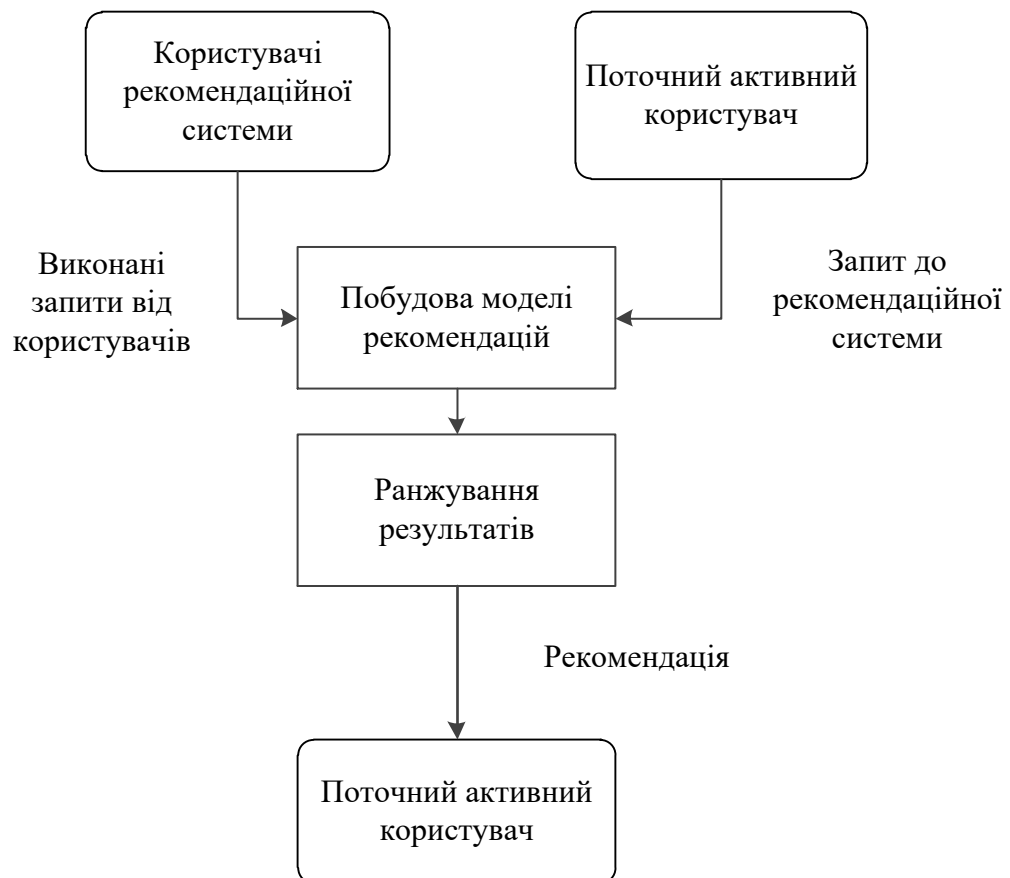 Користувачі
рекомендаційної
системи
Поточний активний
користувач
Виконані
запити від
користувачів
Побудова моделі
рекомендацій
Запит до
рекомендаційної
системи
Ранжування
результатів
Рекомендація
Поточний активний
користувач